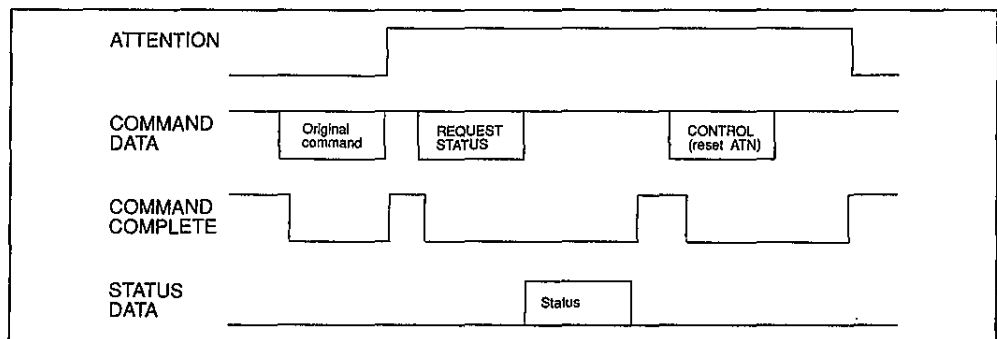 ATTENTION
COMMAND
DATA
Original
command
REQUEST
STATUS
CONTROL
(reset ATN)
COMMAND
COMPLETE
STATUS
DATA
Status